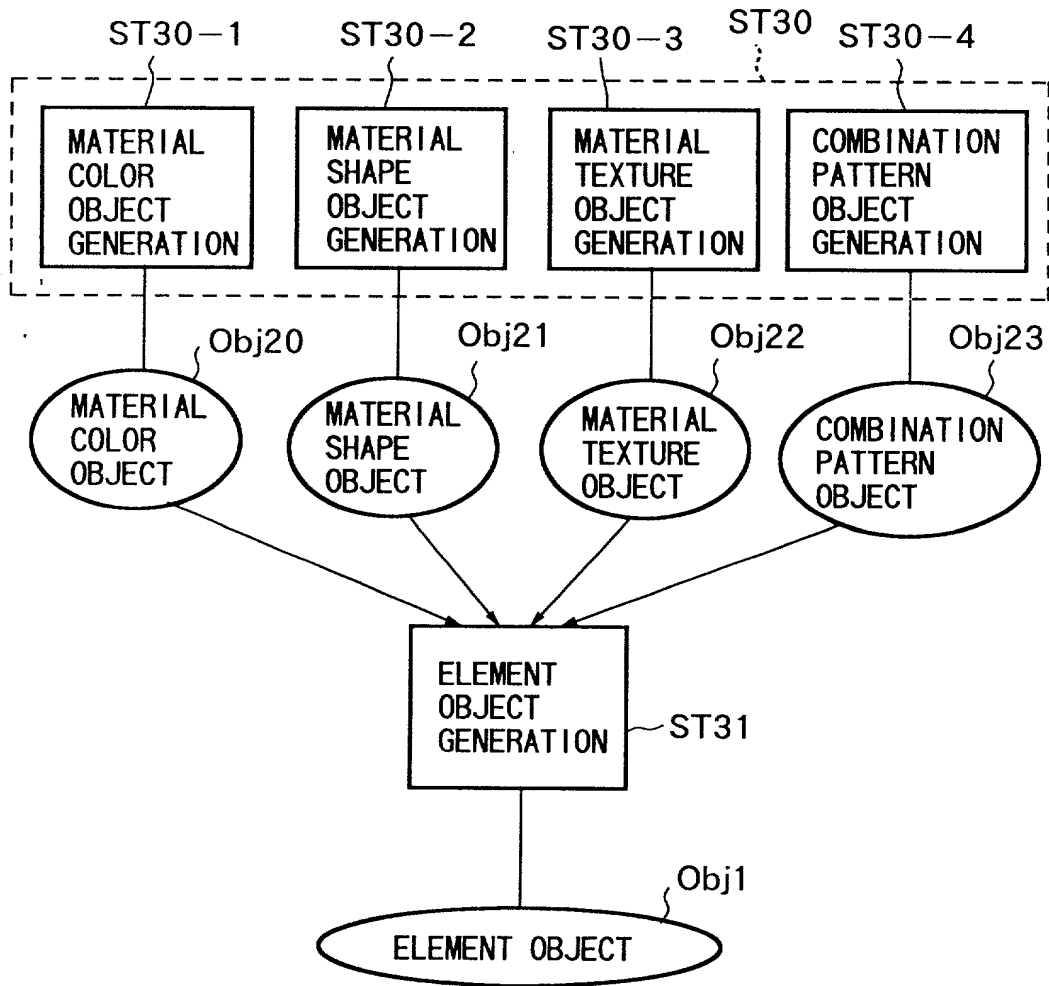 ST30-1
ST30-2
ST30-3
ST30
ST30-4
MATERIAL
COLOR
OBJECT
GENERATION
MATERIAL
SHAPE
OBJECT
GENERATION
MATERIAL
TEXTURE
OBJECT
GENERATION
COMBINATION
PATTERN
OBJECT
GENERATION
Obj20
Obj21
Obj22
Obj23
MATERIAL
COLOR
OBJECT
MATERIAL
SHAPE
OBJECT
MATERIAL
TEXTURE
OBJECT
COMBINATION
PATTERN
OBJECT
ELEMENT
OBJECT
GENERATION
ST31
Obj1
ELEMENT OBJECT